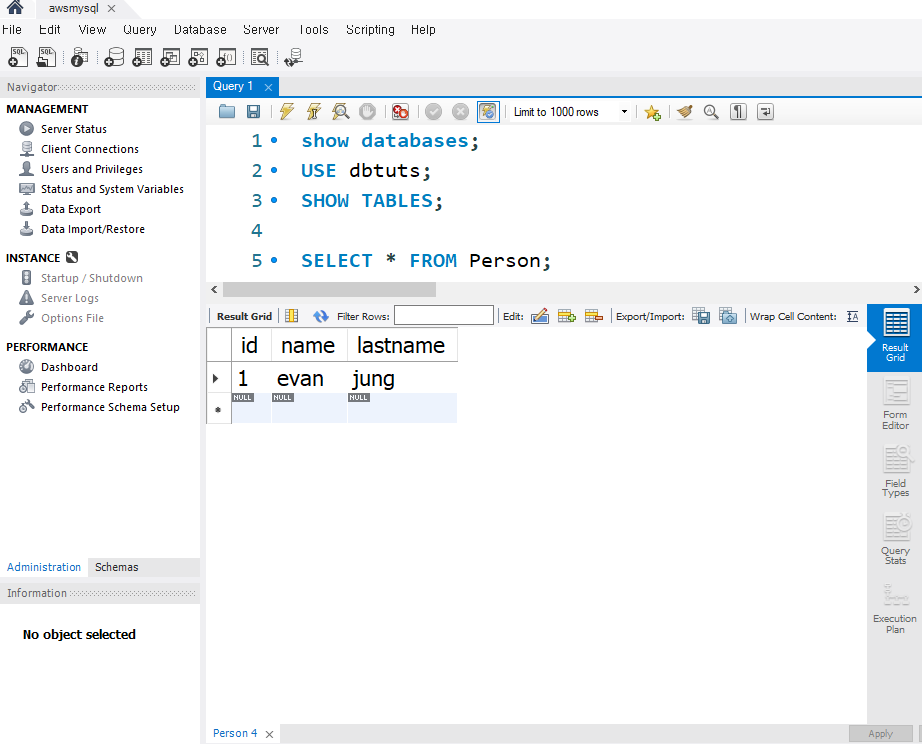 awsmysql
File Edit View Query Database Server Tools Scripting Help
Navigator
MANAGEMENT
Server Status
Client Connections
Users and Privileges
Status and System Variables
Data Export
Data Import/Restore
INSTANCE
Startup / Shutdown
Server Logs
Options File
PERFORMANCE
Dashboard
Performance Reports
Performance Schema Setup
Administration Schemas
Information
No object selected
Query 1
Limit to 1000 rows
1 show databases;
2 USE dbtuts;
3 SHOW TABLES;
4
5 SELECT * FROM Person;
Result Grid Filter Rows: Edit: Export/Import: Wrap Cell Content:
id name lastname
1 evan jung
NULL NULL NULL
Result
Grid
Form
Editor
Field
Types
Query
Stats
Execution
Plan
Person 4
Apply